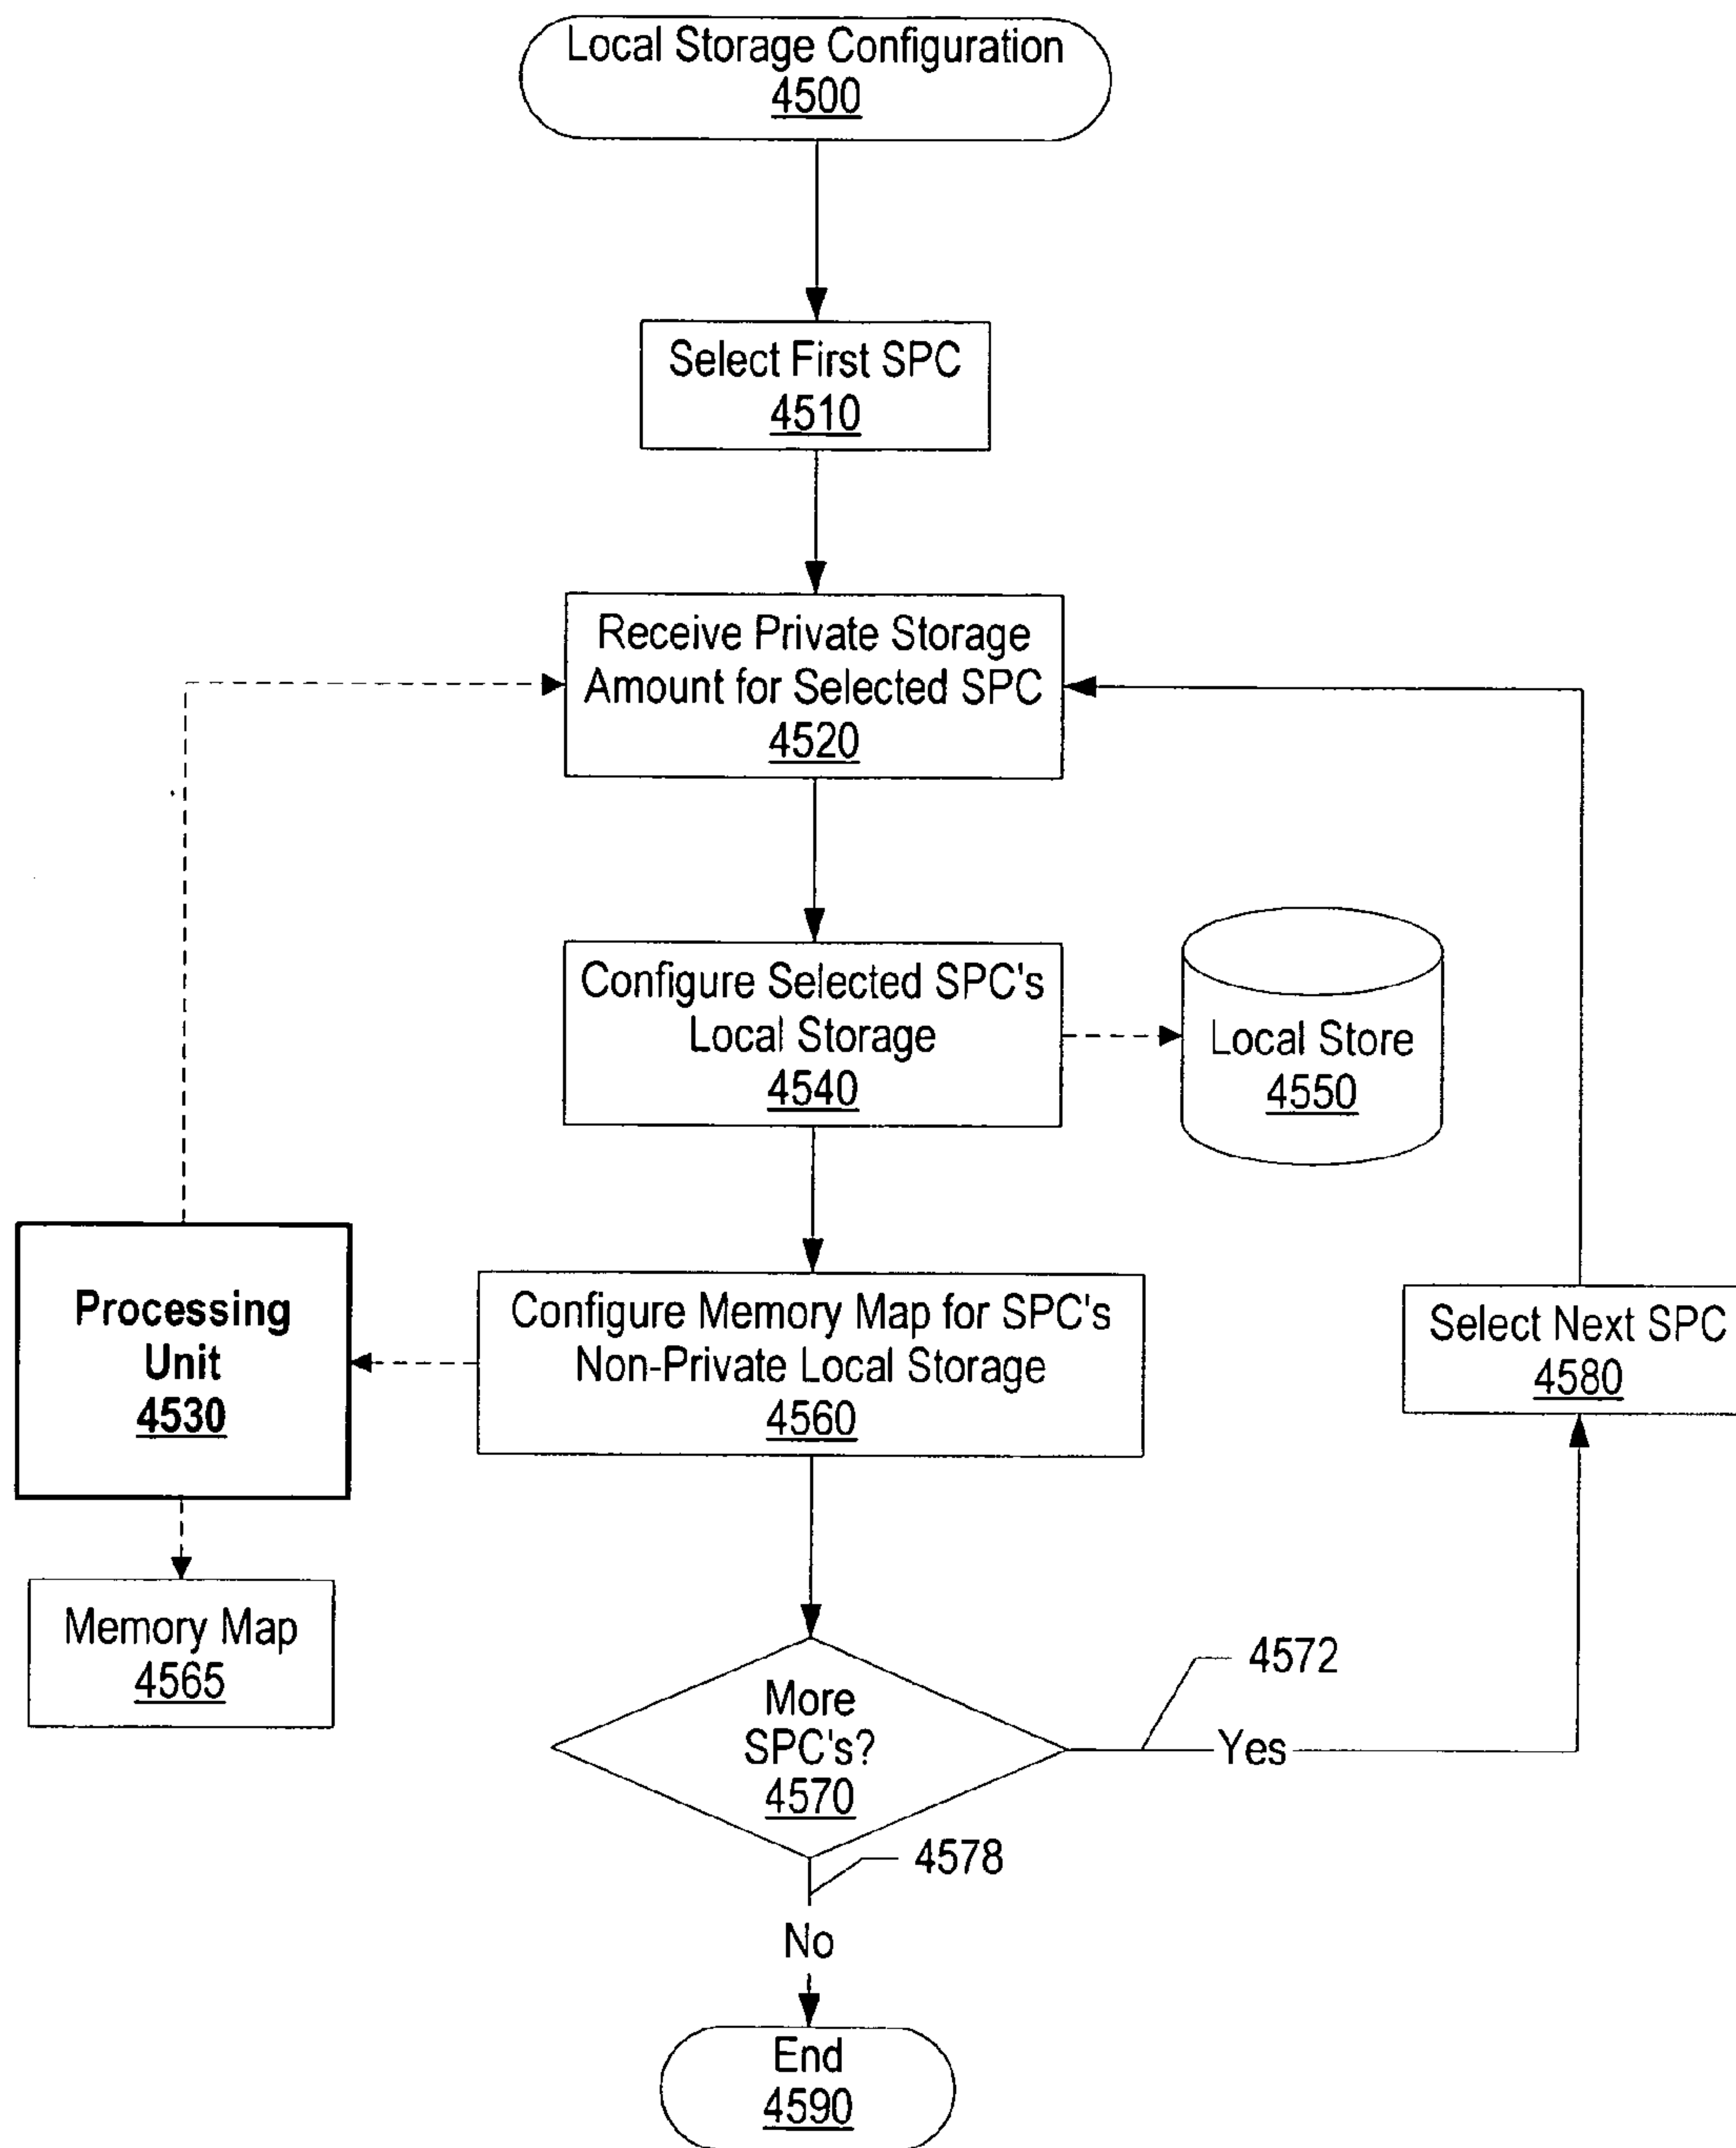 Local Storage Configuration
4500
Select First SPC
4510
Receive Private Storage
Amount for Selected SPC
4520
Configure Selected SPC's
Local Storage
4540
Local Store
4550
Processing
Unit
4530
Configure Memory Map for SPC's
Non-Private Local Storage
4560
Select Next SPC
4580
Memory Map
4565
More
SPC's?
4570
4572
Yes
4578
No
End
4590